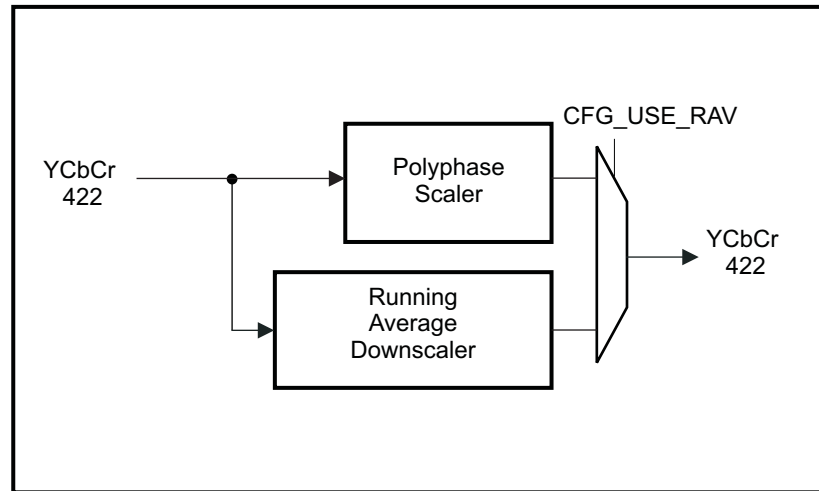 CFG_USE_RAV
YCbCr
422
Polyphase
Scaler
YCbCr
422
Running
Average
Downscaler